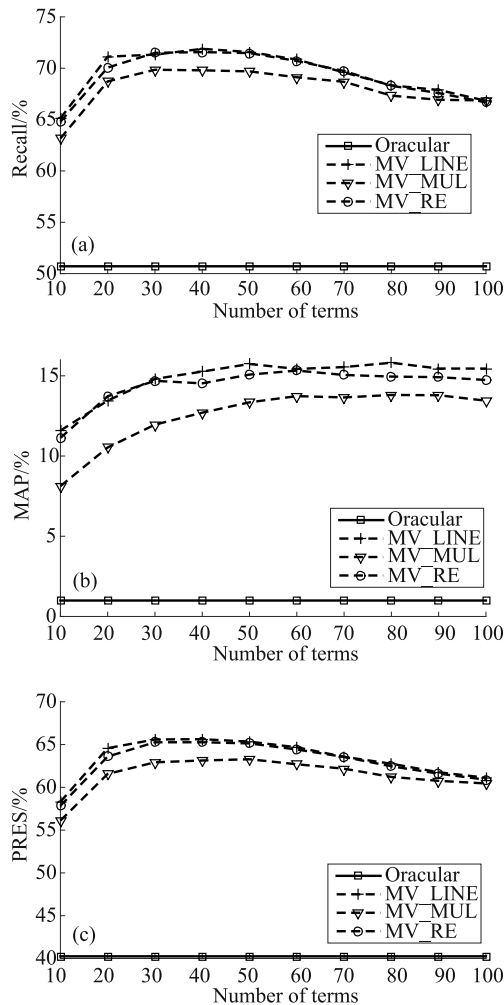 75
70
65
60
55
50
Recall/%
Oracular
MV_LINE
MV_MUL
MV_RE
(a)
10 20 30 40 50 60 70 80 90 100
Number of terms
15
10
5
0
MAP/%
Oracular
MV_LINE
MV_MUL
MV_RE
(b)
10 20 30 40 50 60 70 80 90 100
Number of terms
70
65
60
55
50
45
40
PRES/%
Oracular
MV_LINE
MV_MUL
MV_RE
(c)
10 20 30 40 50 60 70 80 90 100
Number of terms